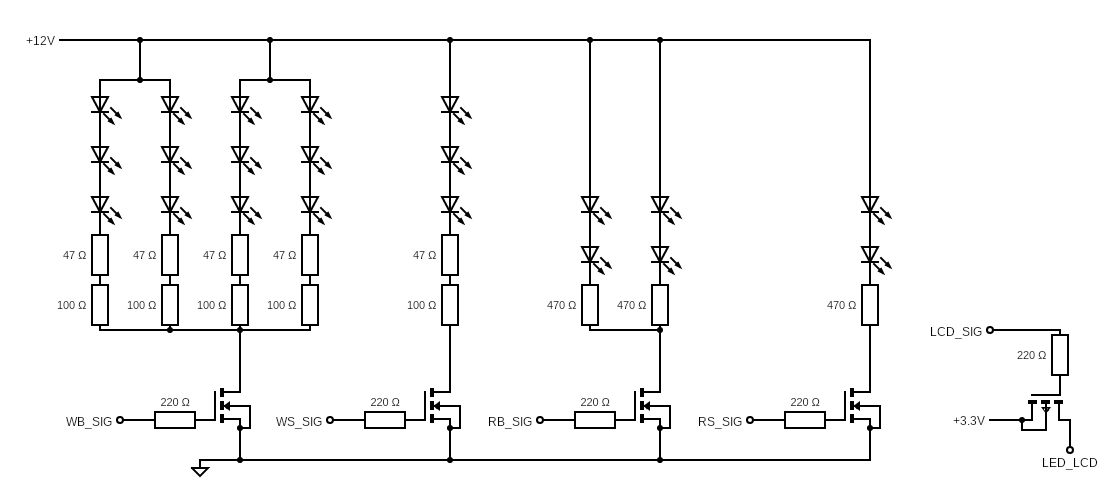 +12V
47 Ω 47 Ω 47 Ω 47 Ω 47 Ω
100 Ω 100 Ω 100 Ω 100 Ω 100 Ω 470 Ω 470 Ω 470 Ω
LCD_SIG
220 Ω
220 Ω 220 Ω 220 Ω 220 Ω
WB_SIG WS_SIG RB_SIG RS_SIG +3.3V
LED_LCD